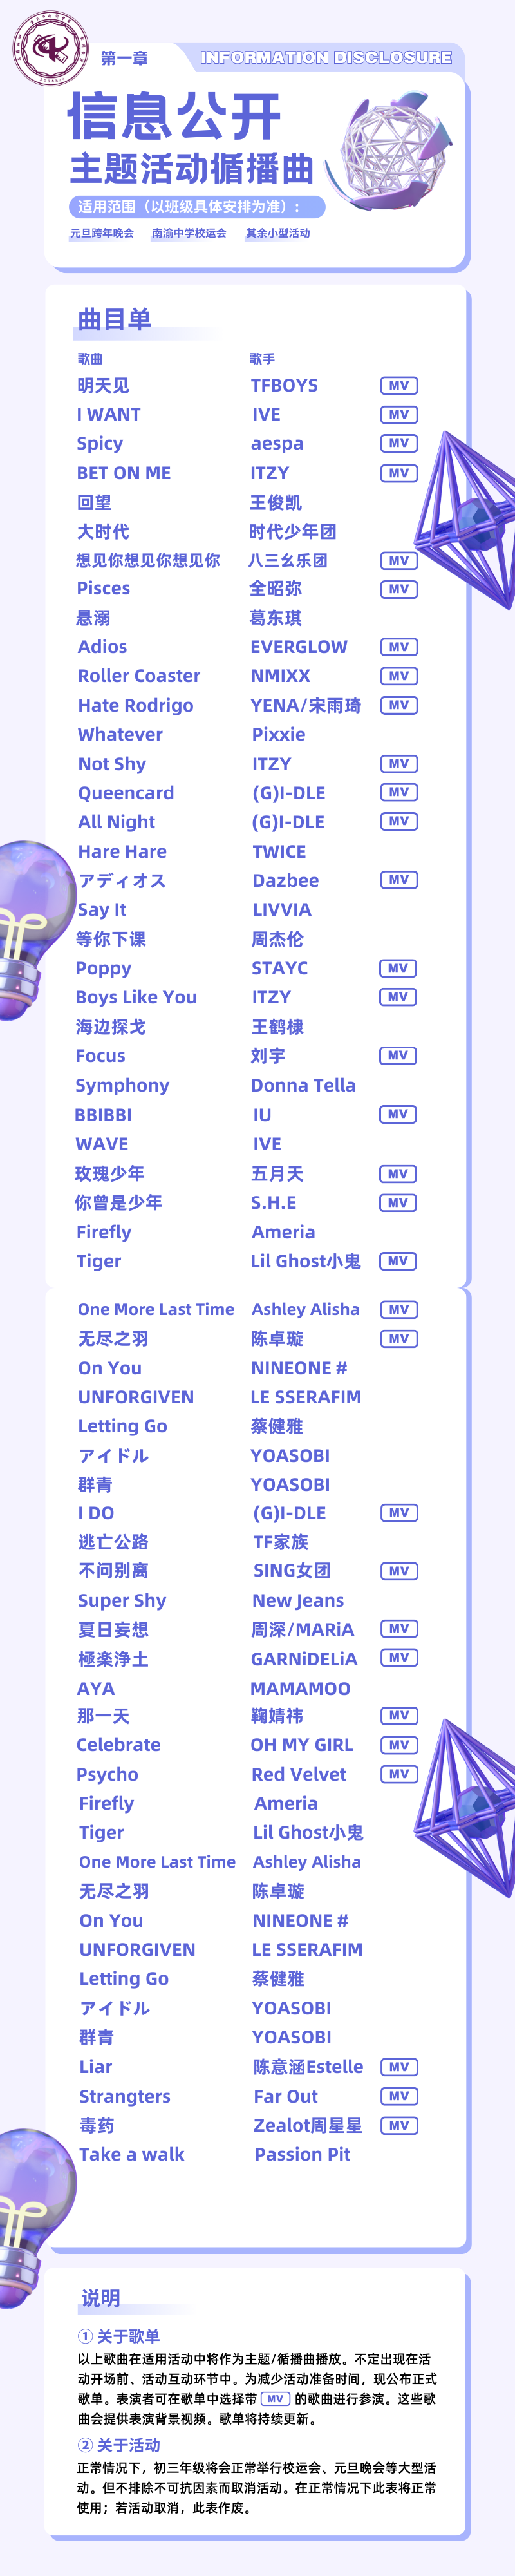 第一章
INFORMATION DISCLOSURE
信息公开
主题活动循播曲
适用范围（以班级具体安排为准）：
元旦跨年晚会 南渝中学校运会 其余小型活动
曲目单
歌曲 歌手
明天见 TFBOYS MV
I WANT IVE MV
Spicy aespa MV
BET ON ME ITZY MV
回望 王俊凯
大时代 时代少年团
想见你想见你想见你 八三幺乐团 MV
Pisces 全昭弥 MV
悬溺 葛东琪
Adios EVERGLOW MV
Roller Coaster NMIXX MV
Hate Rodrigo YENA/宋雨琦 MV
Whatever Pixxie
Not Shy ITZY MV
Queencard (G)I-DLE MV
All Night (G)I-DLE MV
Hare Hare TWICE
アディオス Dazbee MV
Say It LIVVIA
等你下课 周杰伦
Poppy STAYC MV
Boys Like You ITZY MV
海边探戈 王鹤棣
Focus 刘宇 MV
Symphony Donna Tella
BBIBBI IU MV
WAVE IVE
玫瑰少年 五月天 MV
你曾是少年 S.H.E MV
Firefly Ameria
Tiger Lil Ghost小鬼 MV
One More Last Time Ashley Alisha MV
无尽之羽 陈卓璇 MV
On You NINEONE #
UNFORGIVEN LE SSERAFIM
Letting Go 蔡健雅
アイドル YOASOBI
群青 YOASOBI
I DO (G)I-DLE MV
逃亡公路 TF家族
不问别离 SING女团 MV
Super Shy New Jeans
夏日妄想 周深/MARiA MV
極楽浄土 GARNiDELiA MV
AYA MAMAMOO
那一天 鞠婧祎 MV
Celebrate OH MY GIRL MV
Psycho Red Velvet MV
Firefly Ameria
Tiger Lil Ghost小鬼
One More Last Time Ashley Alisha
无尽之羽 陈卓璇
On You NINEONE #
UNFORGIVEN LE SSERAFIM
Letting Go 蔡健雅
アイドル YOASOBI
群青 YOASOBI
Liar 陈意涵Estelle MV
Strangters Far Out MV
毒药 Zealot周星星 MV
Take a walk Passion Pit
说明
① 关于歌单
以上歌曲在适用活动中将作为主题/循播曲播放。不定出现在活
动开场前、活动互动环节中。为减少活动准备时间，现公布正式
歌单。表演者可在歌单中选择带 MV 的歌曲进行参演。这些歌
曲会提供表演背景视频。歌单将持续更新。
② 关于活动
正常情况下，初三年级将会正常举行校运会、元旦晚会等大型活
动。但不排除不可抗因素而取消活动。在正常情况下此表将正常
使用；若活动取消，此表作废。